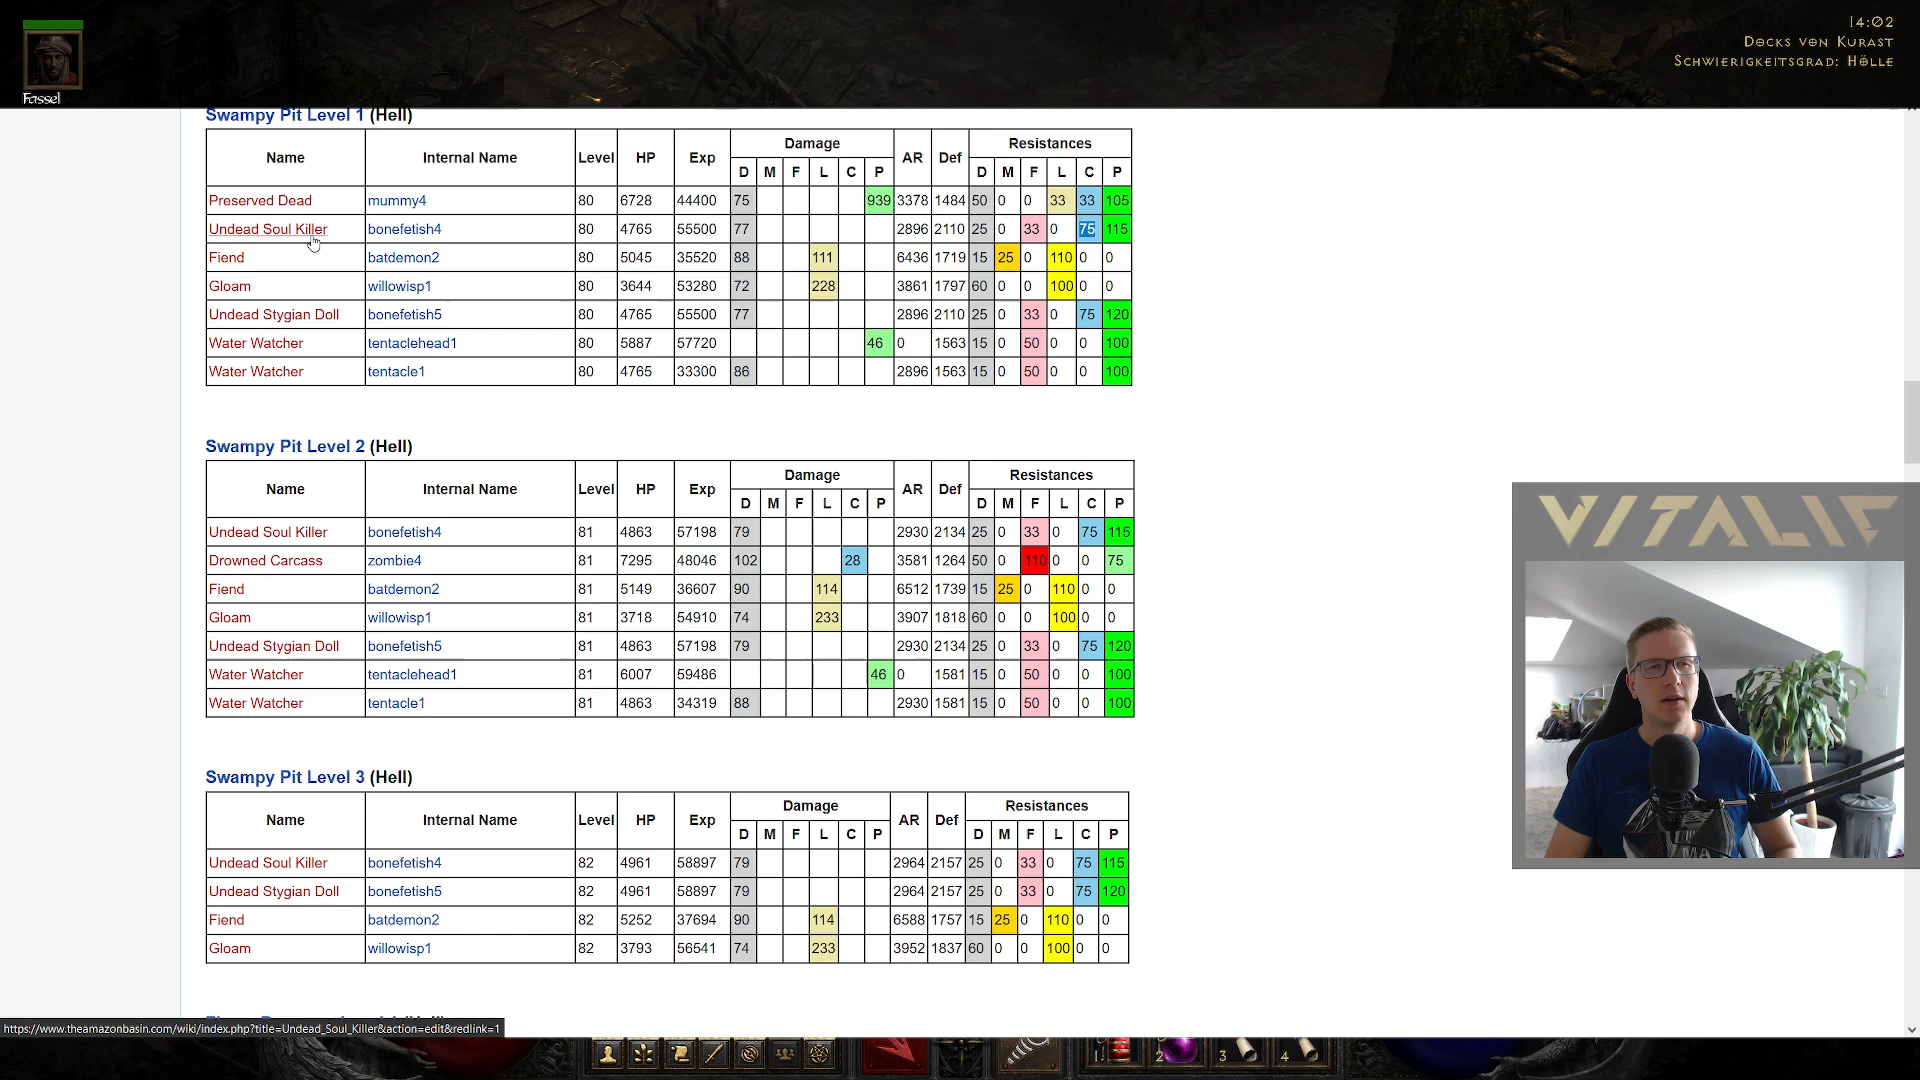 14:02
Docks von Kurast
Schwierigkeitsgrad: Hölle
Fassel
Swampy Pit Level 1 (Hell)
Name Internal Name Level HP Exp Damage AR Def Resistances
D M F L C P D M F L C P
Preserved Dead mummy4 80 6728 44400 75 939 3378 1484 50 0 0 33 33 105
Undead Soul Killer bonefetish4 80 4765 55500 77 2896 2110 25 0 33 0 75 115
Fiend batdemon2 80 5045 35520 88 111 6436 1719 15 25 0 110 0 0
Gloam willowisp1 80 3644 53280 72 228 3861 1797 60 0 0 100 0 0
Undead Stygian Doll bonefetish5 80 4765 55500 77 2896 2110 25 0 33 0 75 120
Water Watcher tentaclehead1 80 5887 57720 46 0 1563 15 0 50 0 0 100
Water Watcher tentacle1 80 4765 33300 86 2896 1563 15 0 50 0 0 100
Swampy Pit Level 2 (Hell)
Name Internal Name Level HP Exp Damage AR Def Resistances
D M F L C P D M F L C P
Undead Soul Killer bonefetish4 81 4863 57198 79 2930 2134 25 0 33 0 75 115
Drowned Carcass zombie4 81 7295 48046 102 28 3581 1264 50 0 110 0 0 75
Fiend batdemon2 81 5149 36607 90 114 6512 1739 15 25 0 110 0 0
Gloam willowisp1 81 3718 54910 74 233 3907 1818 60 0 0 100 0 0
Undead Stygian Doll bonefetish5 81 4863 57198 79 2930 2134 25 0 33 0 75 120
Water Watcher tentaclehead1 81 6007 59486 46 0 1581 15 0 50 0 0 100
Water Watcher tentacle1 81 4863 34319 88 2930 1581 15 0 50 0 0 100
Swampy Pit Level 3 (Hell)
Name Internal Name Level HP Exp Damage AR Def Resistances
D M F L C P D M F L C P
Undead Soul Killer bonefetish4 82 4961 58897 79 2964 2157 25 0 33 0 75 115
Undead Stygian Doll bonefetish5 82 4961 58897 79 2964 2157 25 0 33 0 75 120
Fiend batdemon2 82 5252 37694 90 114 6588 1757 15 25 0 110 0 0
Gloam willowisp1 82 3793 56541 74 233 3952 1837 60 0 0 100 0 0
VITALIC
https://www.theamazonbasin.com/wiki/index.php?title=Undead_Soul_Killer&action=edit&redlink=1
1 2 3 4